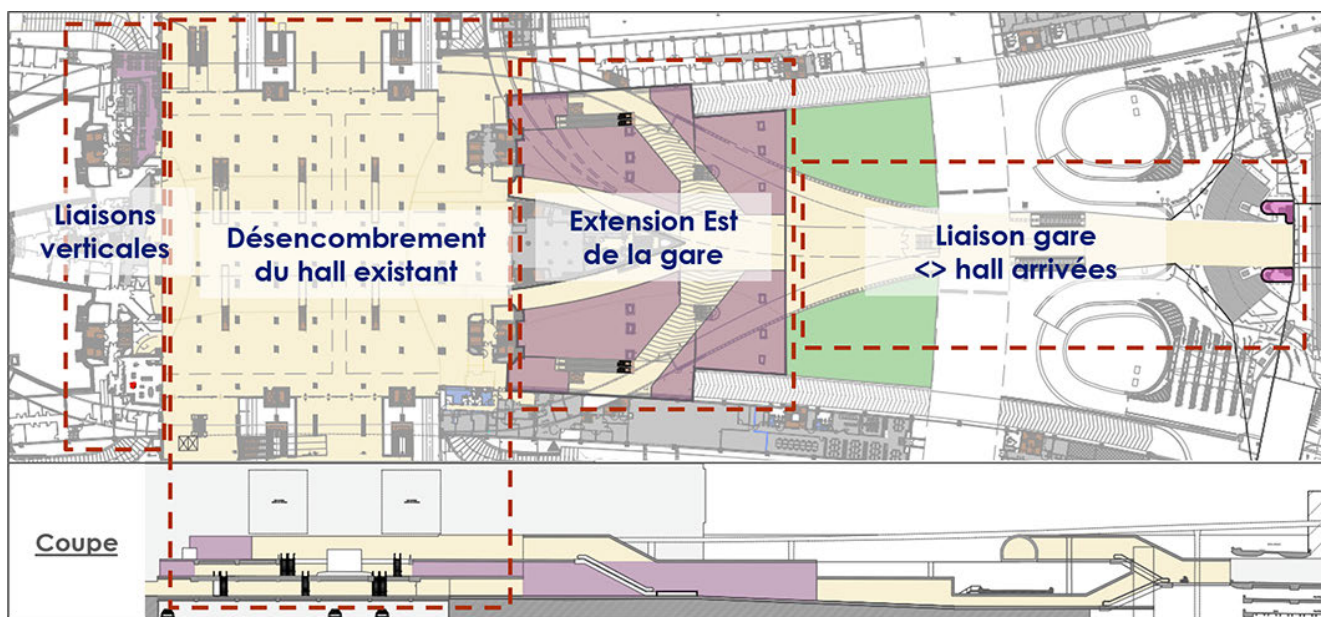 Liaisons
verticales
Désencombrement
du hall existant
Extension Est
de la gare
Liaison gare
<> hall arrivées
Coupe